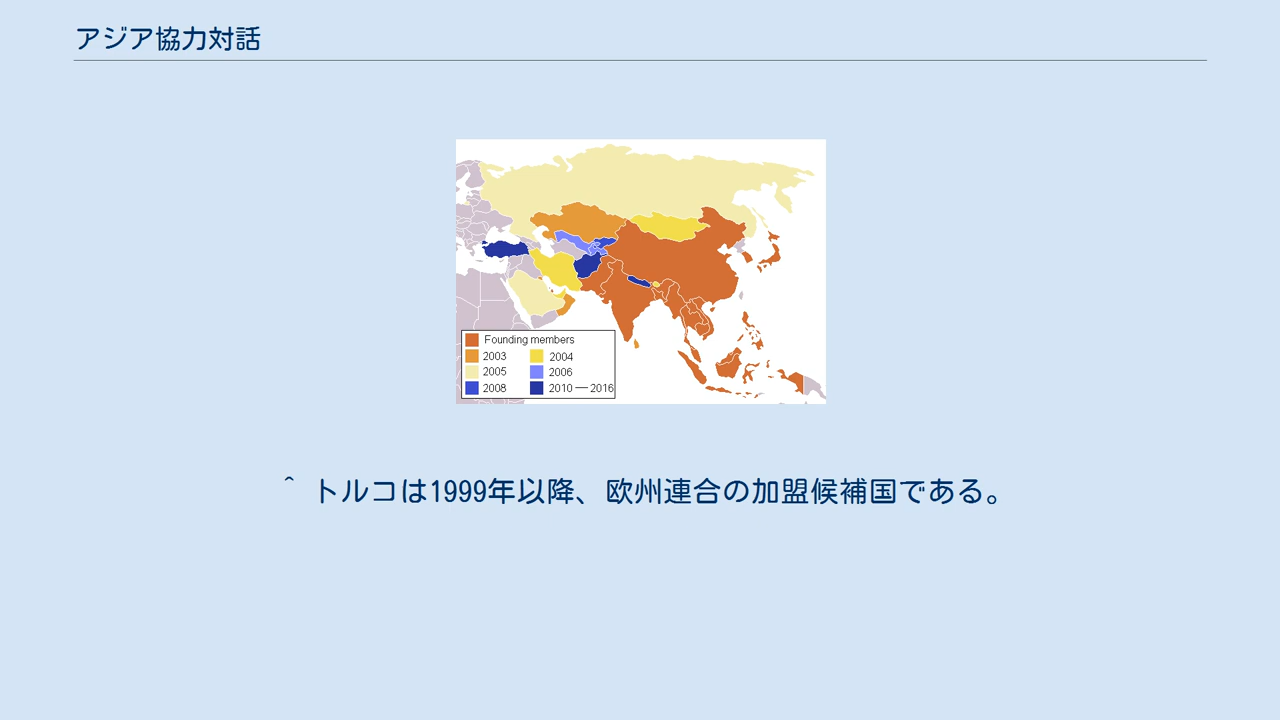 アジア協力対話
Founding members
2003 2004
2005 2006
2008 2010 — 2016
^ トルコは1999年以降、欧州連合の加盟候補国である。